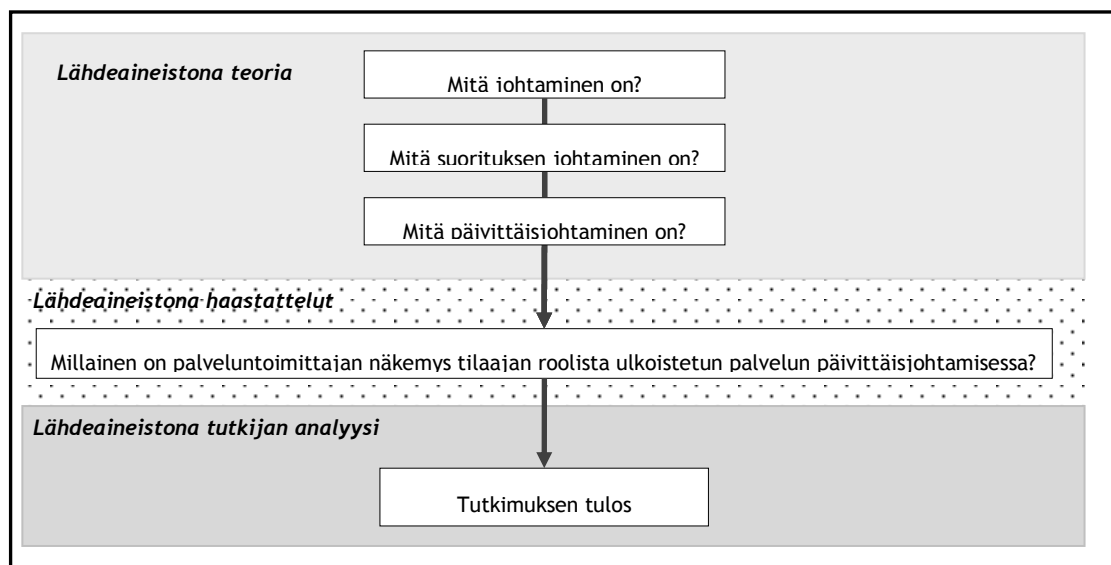 Lähdeaineistona teoria
Mitä johtaminen on?
Mitä suorituksen johtaminen on?
Mitä päivittäisjohtaminen on?
Lähdeaineistona haastattelut
Millainen on palveluntoimittajan näkemys tilaajan roolista ulkoistetun palvelun päivittäisjohtamisessa?
Lähdeaineistona tutkijan analyysi
Tutkimuksen tulos